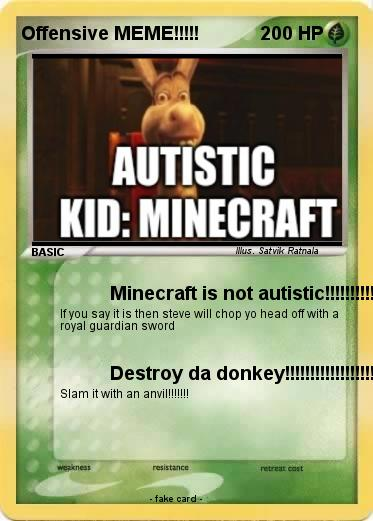 Offensive MEME!!!!! 200 HP
AUTISTIC
KID: MINECRAFT
BASIC Illus. Satvik Ratnala
Minecraft is not autistic!!!!!!!!!!
If you say it is then steve will chop yo head off with a
royal guardian sword
Destroy da donkey!!!!!!!!!!!!!!!!!!
Slam it with an anvil!!!!!!!
weakness resistance retreat cost
- fake card -